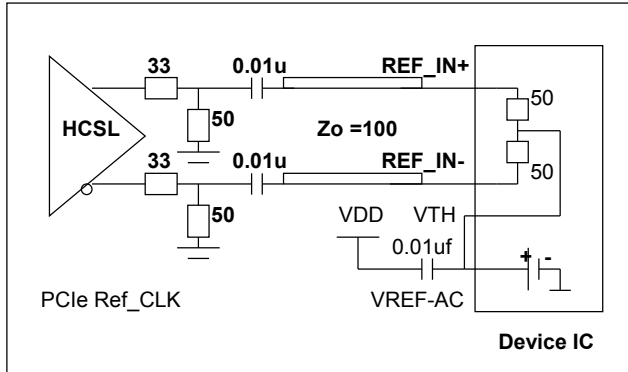 33
0.01u
REF_IN+
HCSL
50
Zo =100
50
33
0.01u
REF_IN-
50
50
VDD
VTH
0.01uf
+
-
PCIe Ref_CLK
VREF-AC
Device IC